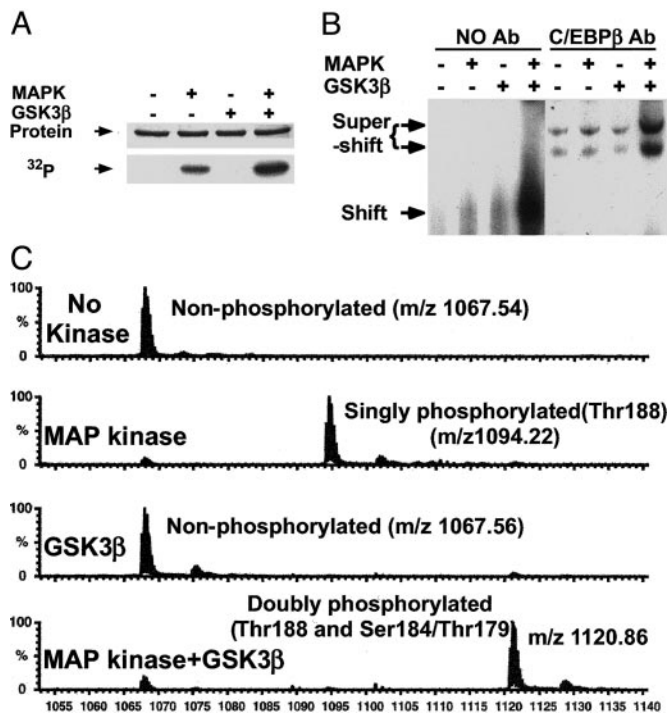 A
MAPK - + - +
GSK3β - - + +
Protein
32P
B
NO Ab C/EBPβ Ab
MAPK - + - + - + - +
GSK3β - - + + - - + +
Super
-shift
Shift
C
100
%
0
No
Kinase
Non-phosphorylated (m/z 1067.54)
100
%
0
MAP kinase
Singly phosphorylated(Thr188)
(m/z1094.22)
100
%
0
GSK3β
Non-phosphorylated (m/z 1067.56)
100
%
0
MAP kinase+GSK3β
Doubly phosphorylated
(Thr188 and Ser184/Thr179)
m/z 1120.86
1055 1060 1065 1070 1075 1080 1085 1090 1095 1100 1105 1110 1115 1120 1125 1130 1135 1140